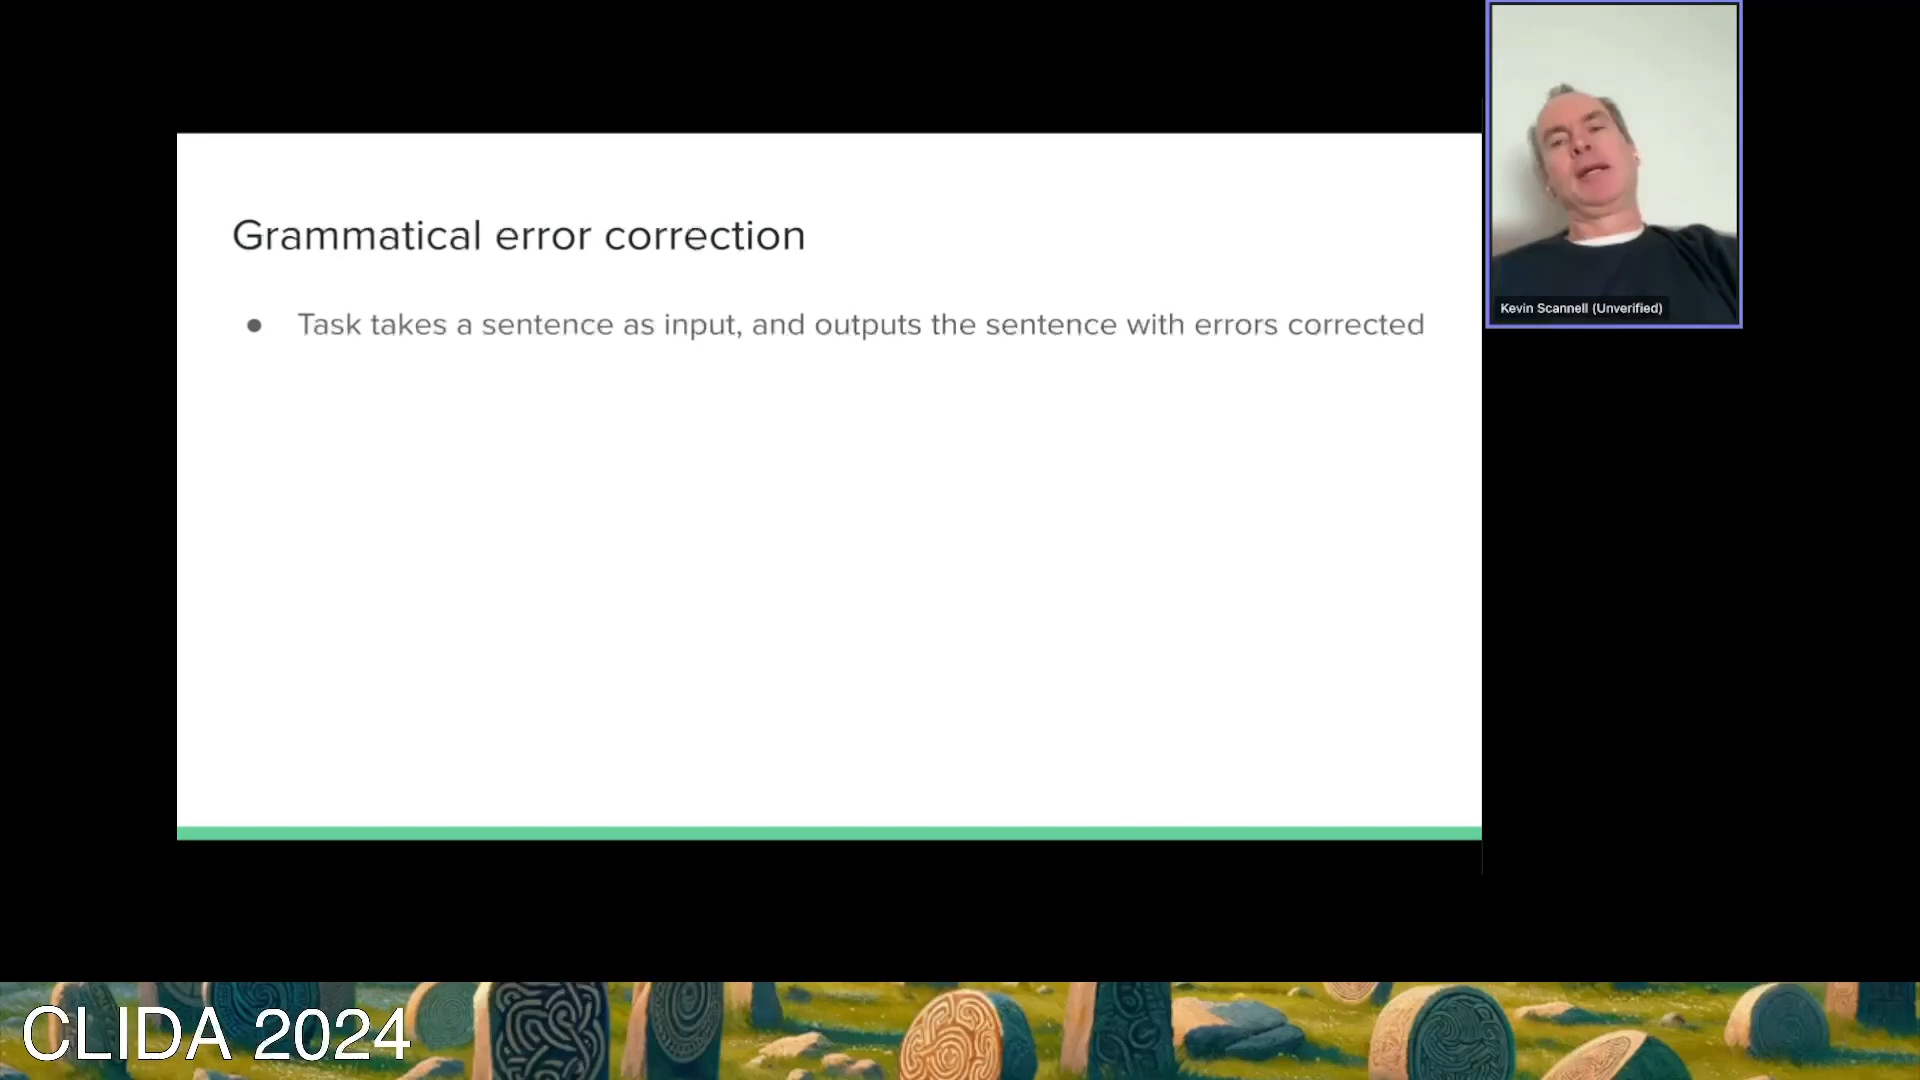 Grammatical error correction
● Task takes a sentence as input, and outputs the sentence with errors corrected
Kevin Scannell (Unverified)
CLIDA 2024